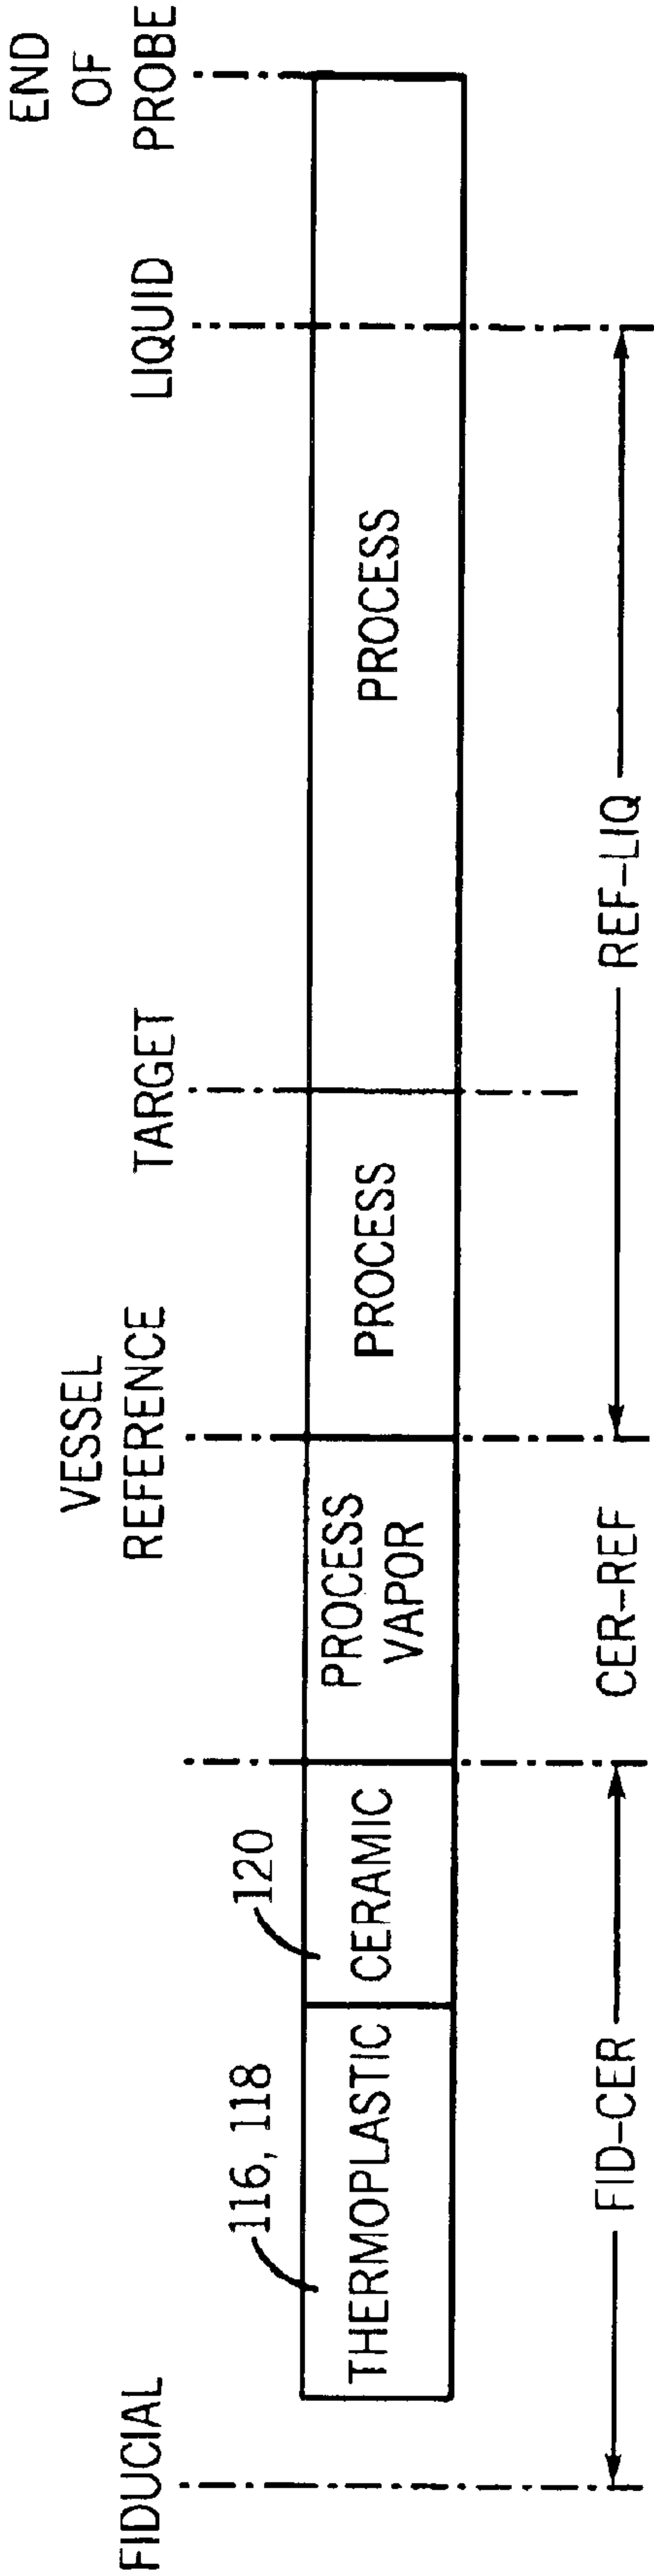 FIDUCIAL
VESSEL
REFERENCE
TARGET
LIQUID
END
OF
PROBE
116, 118
120
THERMOPLASTIC
CERAMIC
PROCESS
VAPOR
PROCESS
PROCESS
FID-CER
CER-REF
REF-LIQ